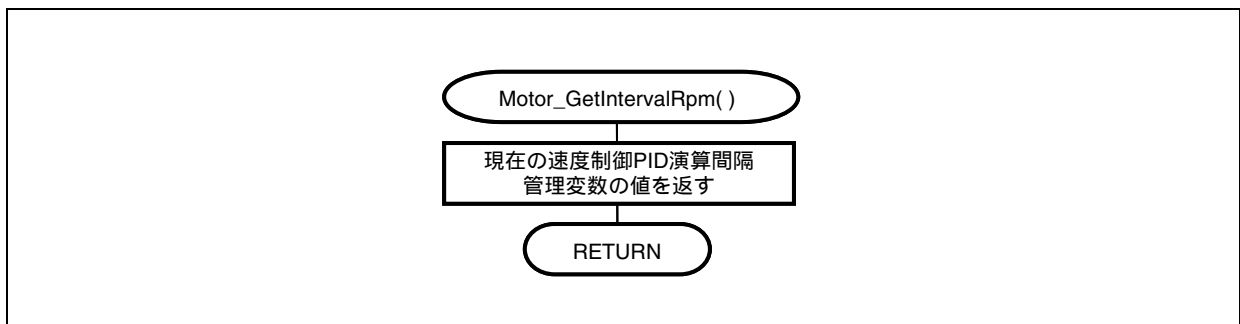 Motor_GetIntervalRpm( )
現在の速度制御PID演算間隔
管理変数の値を返す
RETURN